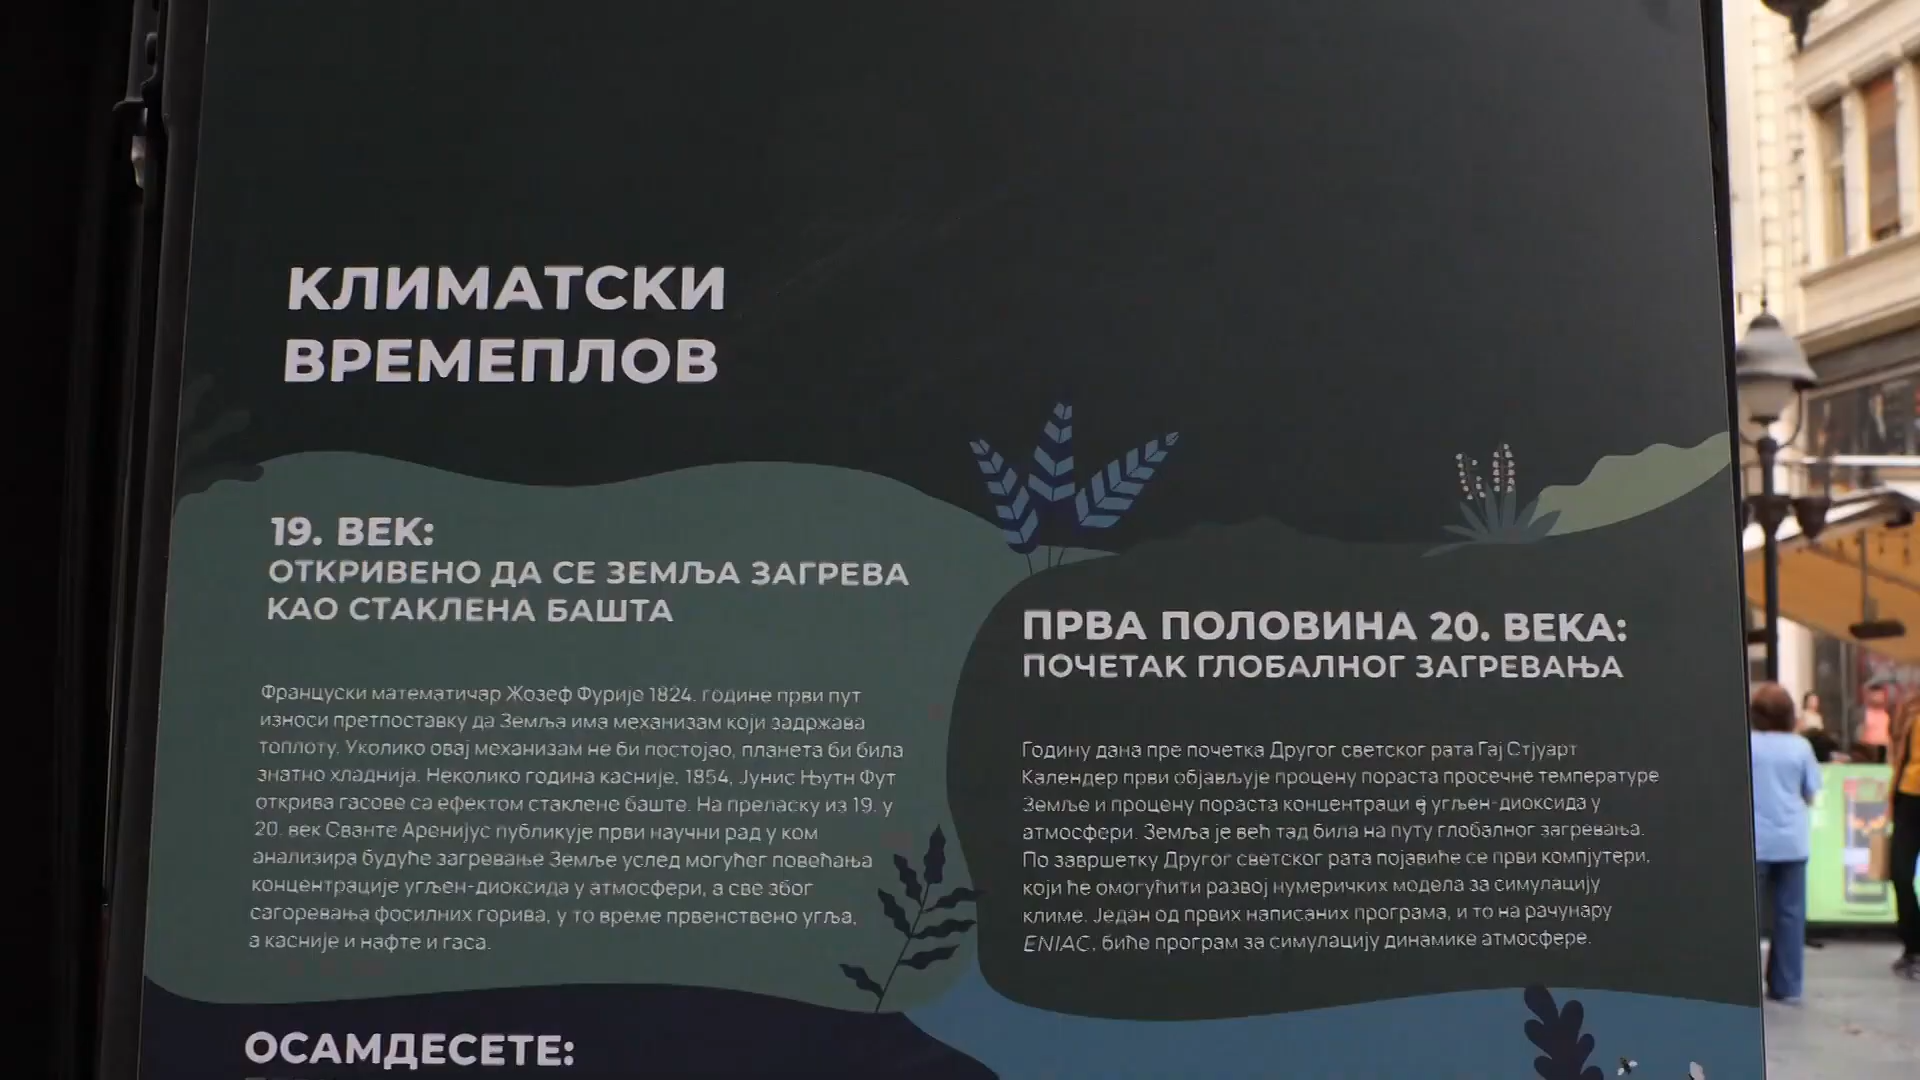 КЛИМАТСКИ
ВРЕМЕПЛОВ
19. ВЕК:
ОТКРИВЕНО ДА СЕ ЗЕМЉА ЗАГРЕВА
КАО СТАКЛЕНА БАШТА
Француски математичар Жозеф Фурије 1824. године први пут
износи претпоставку да Земља има механизам који задржава
топлоту. Уколико овај механизам не би постојао, планета би била
знатно хладнија. Неколико година касније, 1854, Јунис Њутн Фут
открива гасове са ефектом стаклене баште. На преласку из 19. у
20. век Сванте Аренијус публикује први научни рад у ком
анализира будуће загревање Земље услед могућег повећања
концентрације угљен-диоксида у атмосфери, а све због
сагоревања фосилних горива, у то време првенствено угља,
а касније и нафте и гаса.
ПРВА ПОЛОВИНА 20. ВЕКА:
ПОЧЕТАК ГЛОБАЛНОГ ЗАГРЕВАЊА
Годину дана пре почетка Другог светског рата Гај Стјуарт
Календер први објављује процену пораста просечне температуре
Земље и процену пораста концентрациje угљен-диоксида у
атмосфери. Земља је већ тад била на путу глобалног загревања.
По завршетку Другог светског рата појавиће се први компјутери,
који ће омогућити развој нумеричких модела за симулацију
климе. Један од првих написаних програма, и то на рачунару
ENIAC, биће програм за симулацију динамике атмосфере.
ОСАМДЕСЕТЕ: